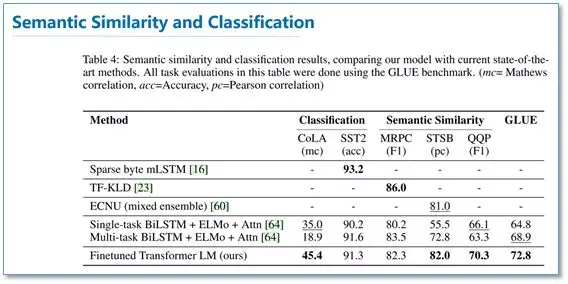 Semantic Similarity and Classification
Table 4: Semantic similarity and classification results, comparing our model with current state-of-the-
art methods. All task evaluations in this table were done using the GLUE benchmark. (mc= Mathews
correlation, acc=Accuracy, pc=Pearson correlation)
Method Classification Semantic Similarity GLUE
CoLA SST2 MRPC STSB QQP
(mc) (acc) (F1) (pc) (F1)
Sparse byte mLSTM [16] - 93.2 - - - -
TF-KLD [23] - - 86.0 - - -
ECNU (mixed ensemble) [60] - - - 81.0 - -
Single-task BiLSTM + ELMo + Attn [64] 35.0 90.2 80.2 55.5 66.1 64.8
Multi-task BiLSTM + ELMo + Attn [64] 18.9 91.6 83.5 72.8 63.3 68.9
Finetuned Transformer LM (ours) 45.4 91.3 82.3 82.0 70.3 72.8